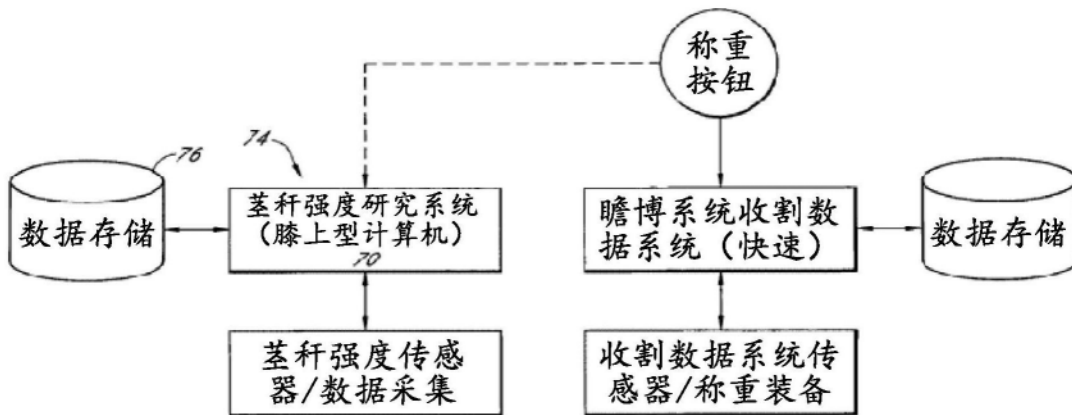 称重
按钮
76
74
数据存储
茎秆强度研究系统
（膝上型计算机）
70
瞻博系统收割数
据系统（快速）
数据存储
茎秆强度传感
器/数据采集
收割数据系统传
感器/称重装备